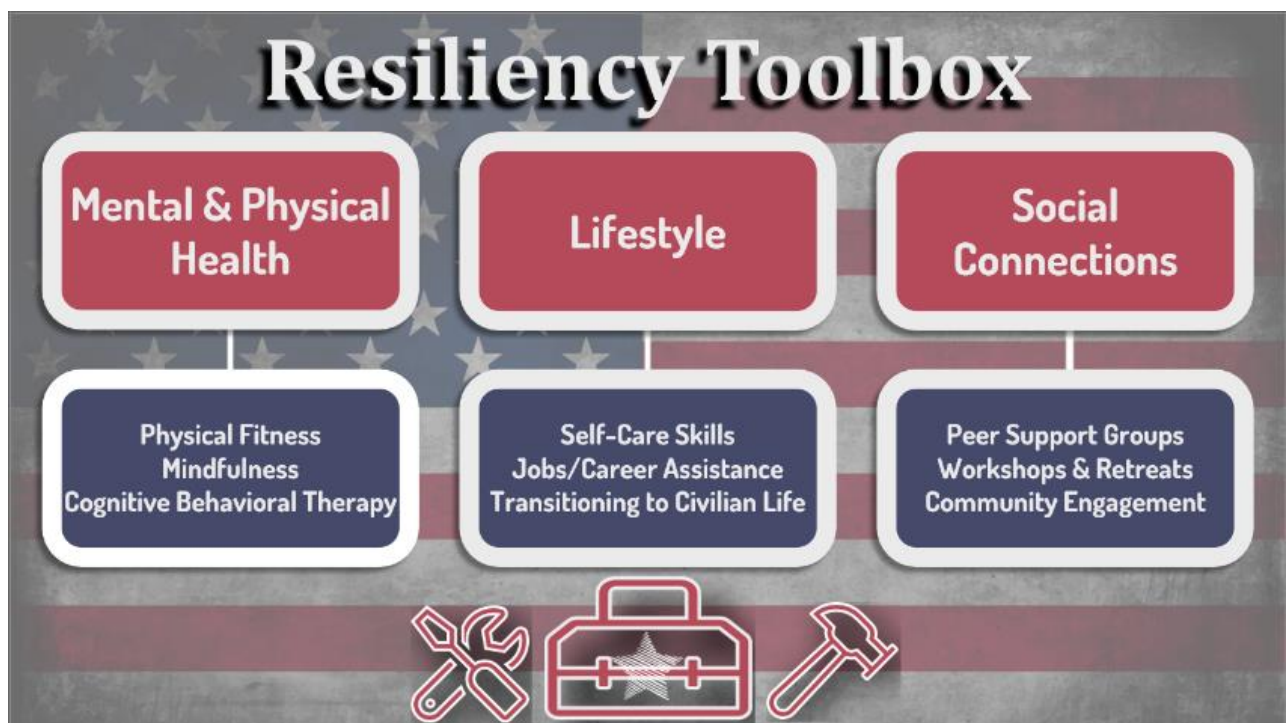 Resiliency Toolbox
Mental & Physical
Health
Physical Fitness
Mindfulness
Cognitive Behavioral Therapy
Lifestyle
Self-Care Skills
Jobs/Career Assistance
Transitioning to Civilian Life
Social
Connections
Peer Support Groups
Workshops & Retreats
Community Engagement